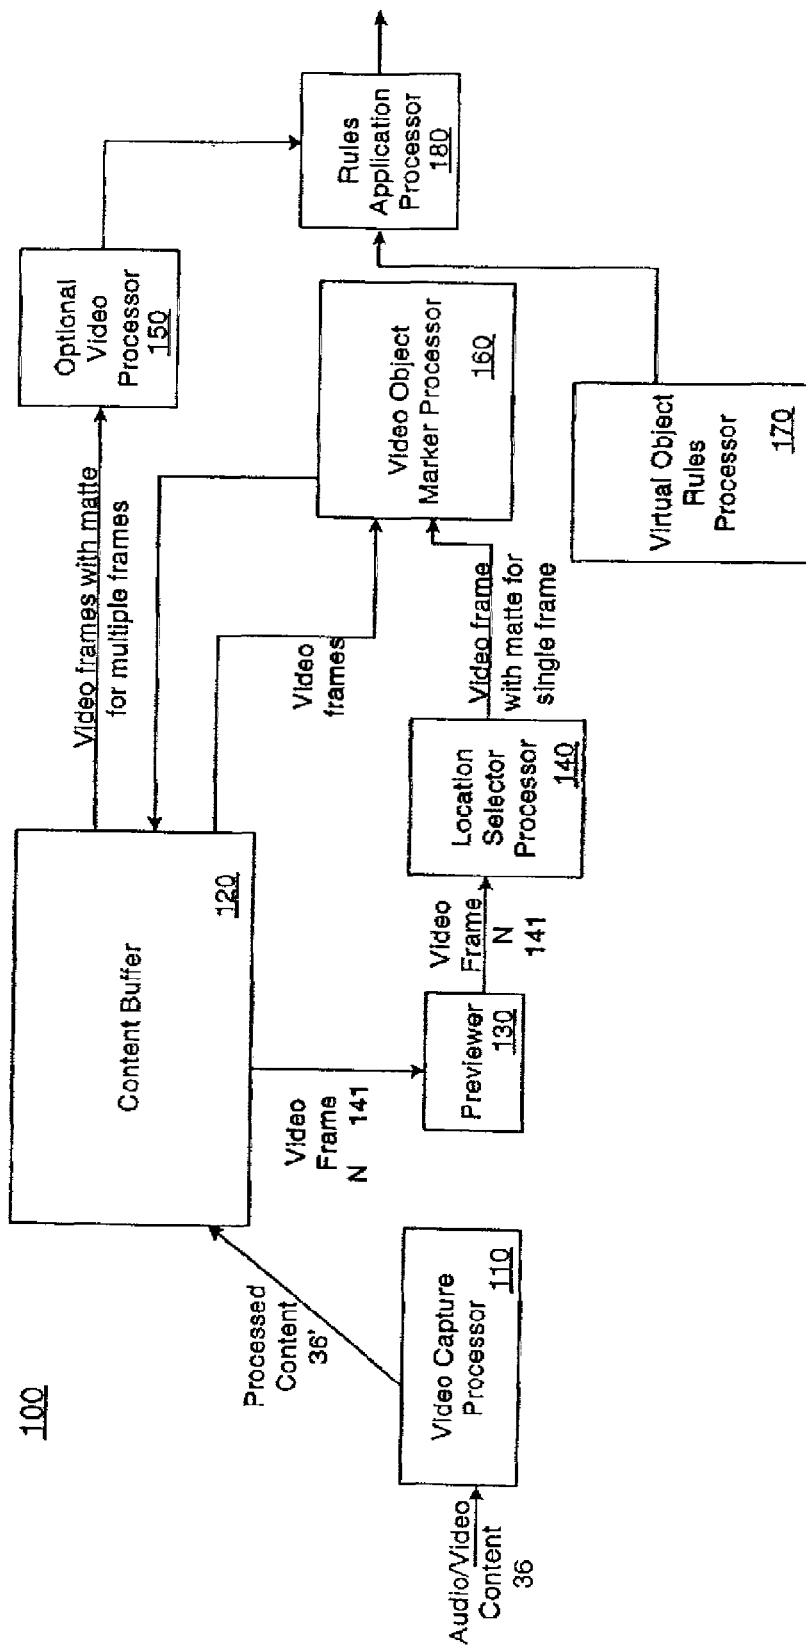 100
Audio/Video
Content
36
Video Capture
Processor
110
Processed
Content
36'
Content Buffer
120
Video
Frame
N 141
Previewer
130
Video
Frame
N
141
Location
Selector
Processor
140
Video frame
with matte for
single frame
Video
frames
Video frames with matte
for multiple frames
Video Object
Marker Processor
160
Optional
Video
Processor
150
Virtual Object
Rules
Processor
170
Rules
Application
Processor
180